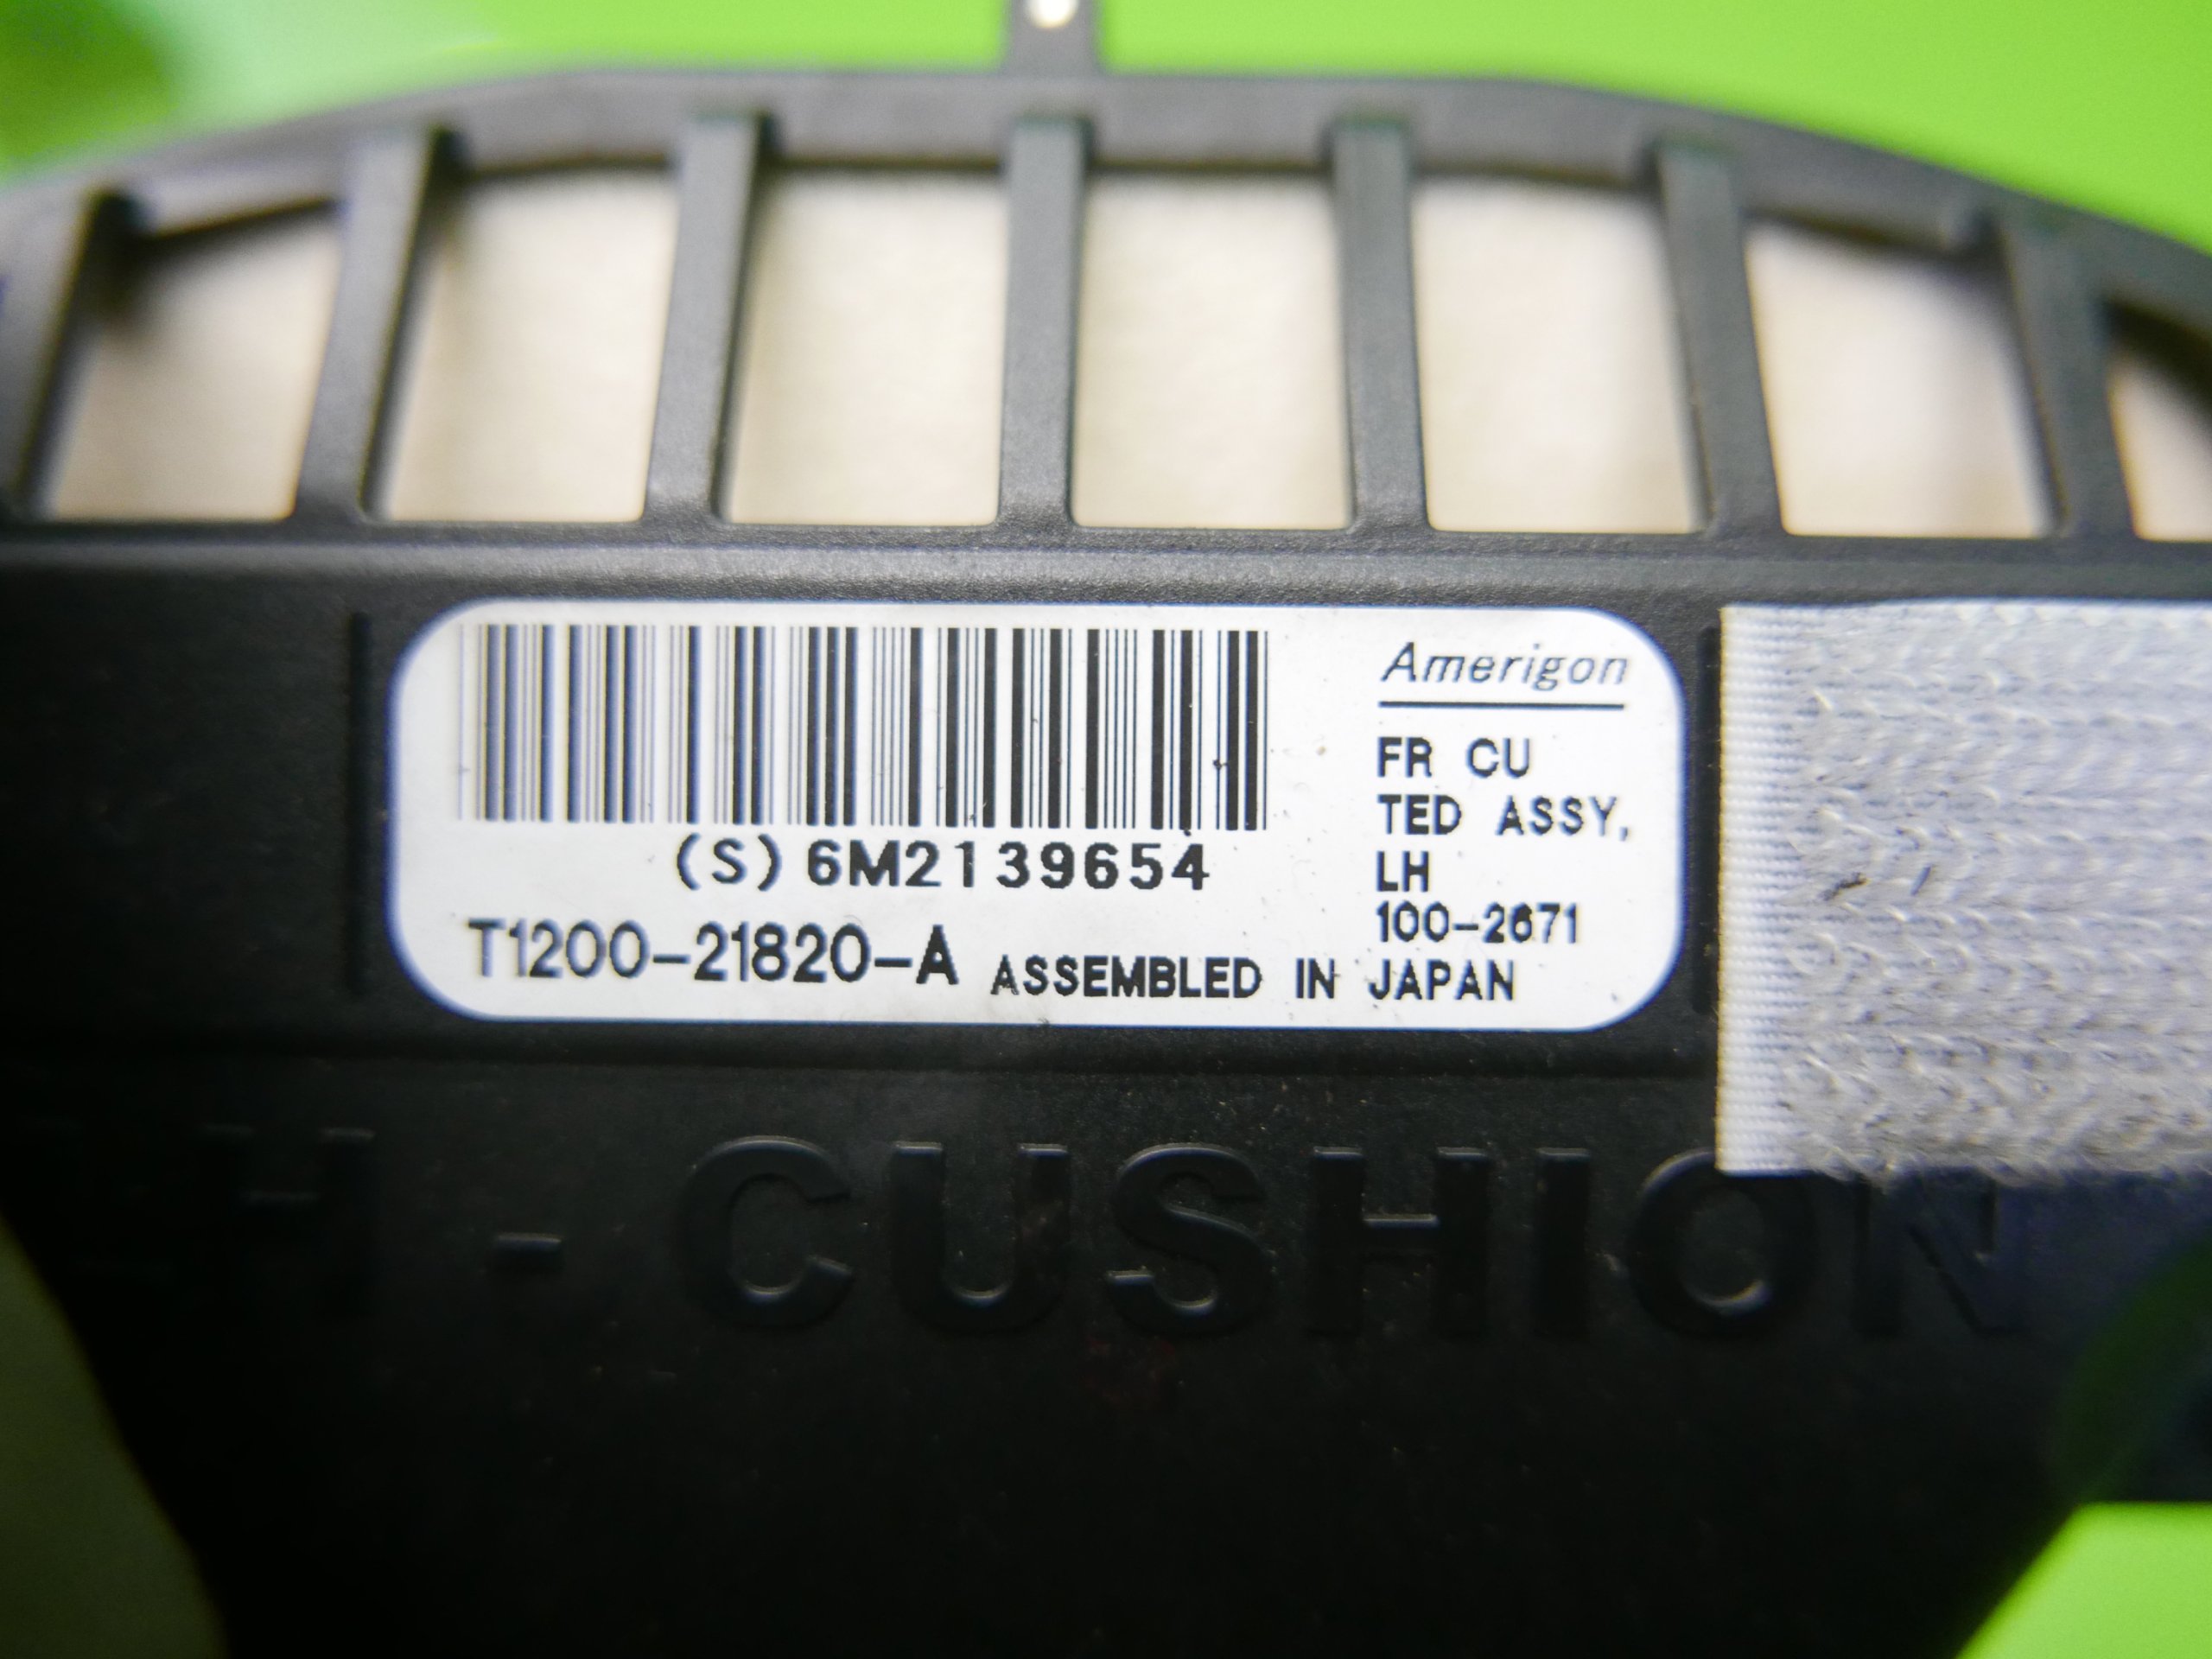 Amerigon
FR CU
TED ASSY,
LH
100-2671
(S) 6M2139654
T1200-21820-A ASSEMBLED IN JAPAN
H - CUSHION